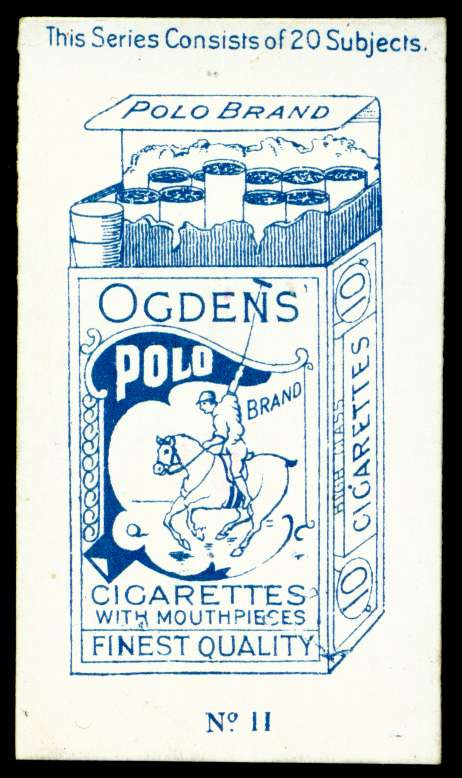 This Series Consists of 20 Subjects.
POLO BRAND
OGDENS'
POLO
BRAND
CIGARETTES
WITH MOUTHPIECES
FINEST QUALITY
10
HIGH CLASS
CIGARETTES
10
No. 11